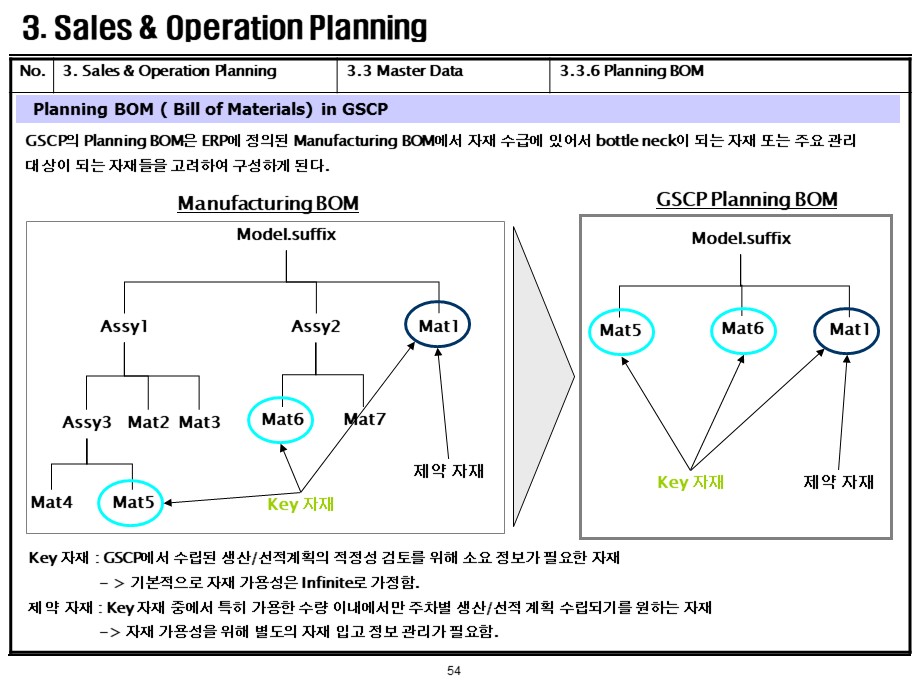 3. Sales & Operation Planning
No. 3. Sales & Operation Planning 3.3 Master Data 3.3.6 Planning BOM
Planning BOM ( Bill of Materials) in GSCP
GSCP의 Planning BOM은 ERP에 정의된 Manufacturing BOM에서 자재 수급에 있어서 bottle neck이 되는 자재 또는 주요 관리
대상이 되는 자재들을 고려하여 구성하게 된다.
Manufacturing BOM
Model.suffix
Assy1 Assy2 Mat1
Assy3 Mat2 Mat3 Mat6 Mat7
제약 자재
Mat4 Mat5 Key 자재
GSCP Planning BOM
Model.suffix
Mat5 Mat6 Mat1
Key 자재 제약 자재
Key 자재 : GSCP에서 수립된 생산/선적계획의 적정성 검토를 위해 소요 정보가 필요한 자재
– > 기본적으로 자재 가용성은 Infinite로 가정함.
제약 자재 : Key 자재 중에서 특히 가용한 수량 이내에서만 주차별 생산/선적 계획 수립되기를 원하는 자재
–> 자재 가용성을 위해 별도의 자재 입고 정보 관리가 필요함.
54